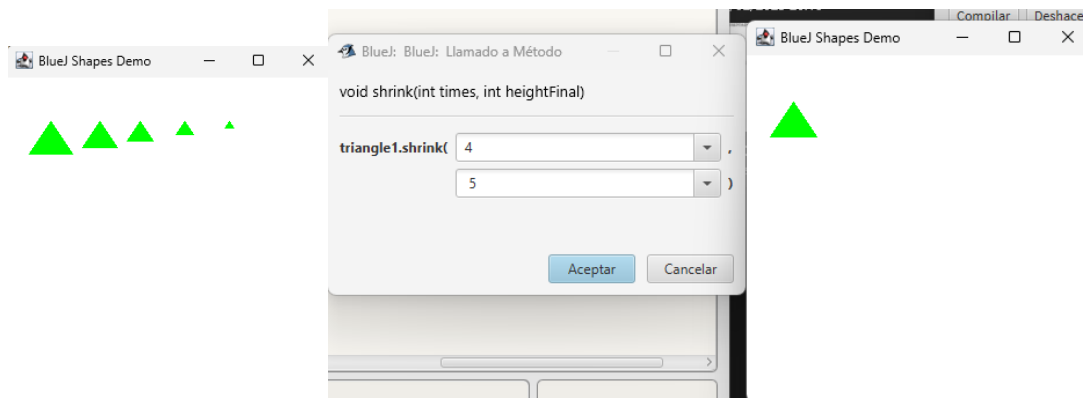 BlueJ Shapes Demo
BlueJ: BlueJ: Llamado a Método
void shrink(int times, int heightFinal)
triangle1.shrink( 4 ,
5 )
Aceptar Cancelar
Compilar Deshace
BlueJ Shapes Demo